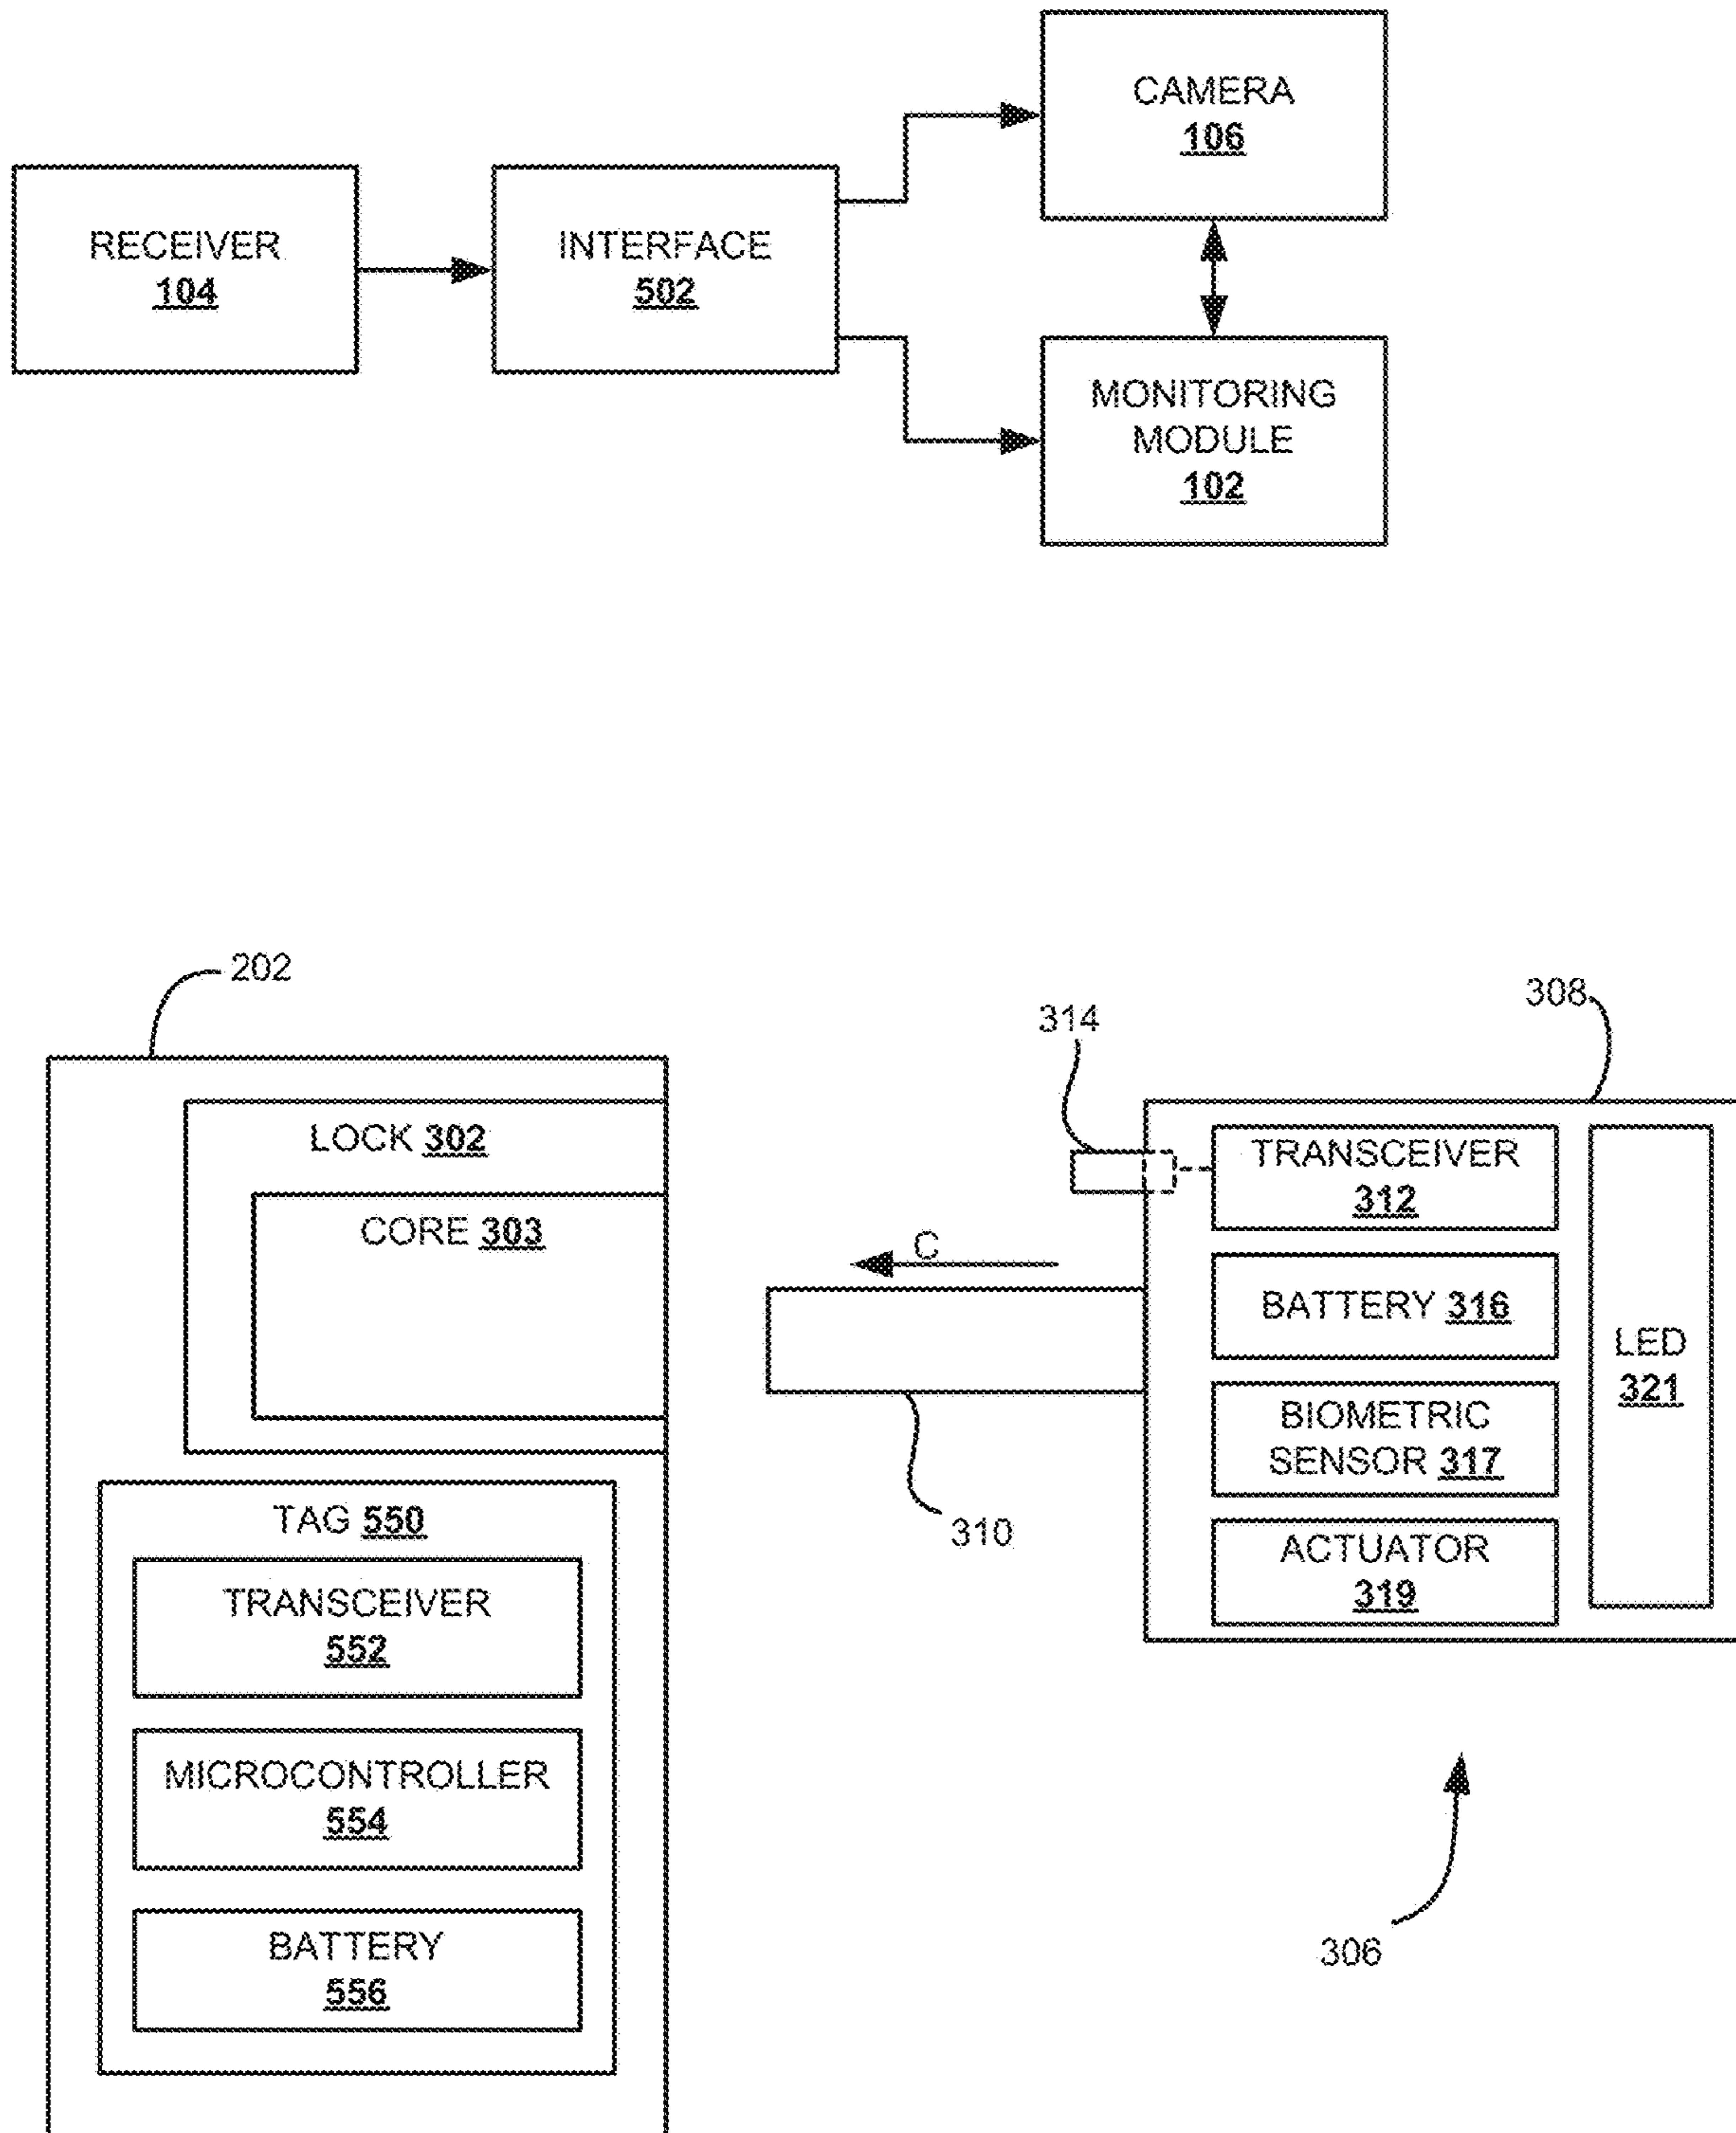 CAMERA
106
RECEIVER
104
INTERFACE
502
MONITORING
MODULE
102
202
LOCK 302
CORE 303
TAG 550
TRANSCEIVER
552
MICROCONTROLLER
554
BATTERY
556
C
310
314
308
TRANSCEIVER
312
BATTERY 316
BIOMETRIC
SENSOR 317
ACTUATOR
319
LED
321
306